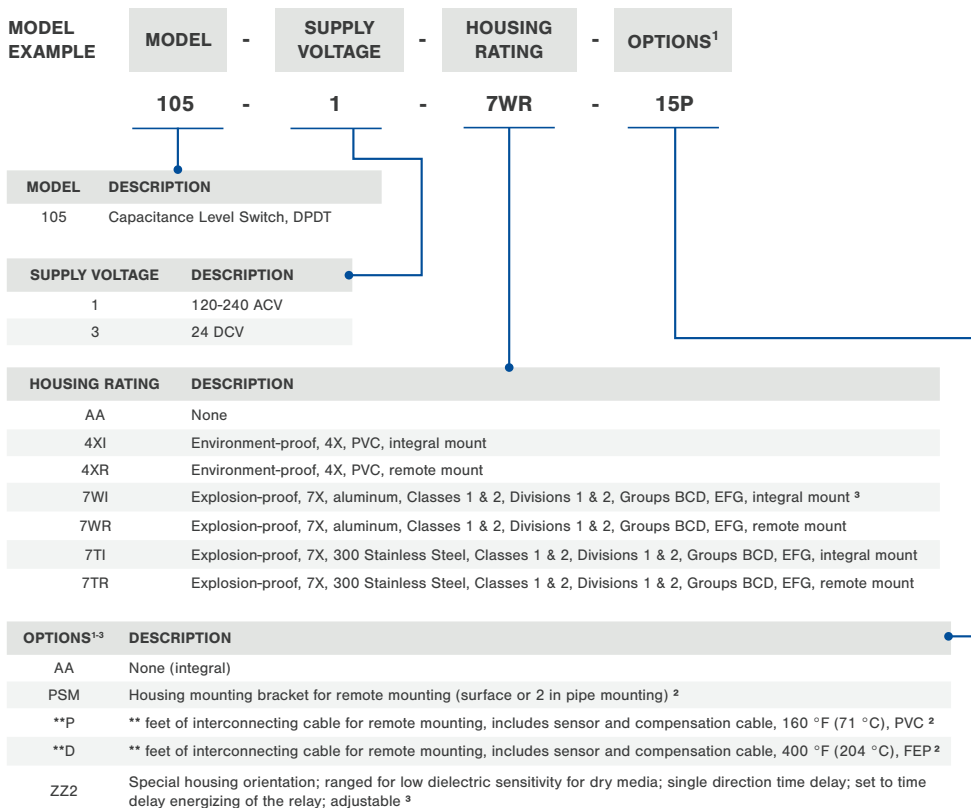 MODEL EXAMPLE MODEL - SUPPLY VOLTAGE - HOUSING RATING - OPTIONS¹
105 - 1 - 7WR - 15P
MODEL DESCRIPTION
105 Capacitance Level Switch, DPDT
SUPPLY VOLTAGE DESCRIPTION
1 120-240 ACV
3 24 DCV
HOUSING RATING DESCRIPTION
AA None
4XI Environment-proof, 4X, PVC, integral mount
4XR Environment-proof, 4X, PVC, remote mount
7WI Explosion-proof, 7X, aluminum, Classes 1 & 2, Divisions 1 & 2, Groups BCD, EFG, integral mount ³
7WR Explosion-proof, 7X, aluminum, Classes 1 & 2, Divisions 1 & 2, Groups BCD, EFG, remote mount
7TI Explosion-proof, 7X, 300 Stainless Steel, Classes 1 & 2, Divisions 1 & 2, Groups BCD, EFG, integral mount
7TR Explosion-proof, 7X, 300 Stainless Steel, Classes 1 & 2, Divisions 1 & 2, Groups BCD, EFG, remote mount
OPTIONS¹⁻³ DESCRIPTION
AA None (integral)
PSM Housing mounting bracket for remote mounting (surface or 2 in pipe mounting) ²
**P ** feet of interconnecting cable for remote mounting, includes sensor and compensation cable, 160 °F (71 °C), PVC ²
**D ** feet of interconnecting cable for remote mounting, includes sensor and compensation cable, 400 °F (204 °C), FEP ²
ZZ2 Special housing orientation; ranged for low dielectric sensitivity for dry media; single direction time delay; set to time
delay energizing of the relay; adjustable ³